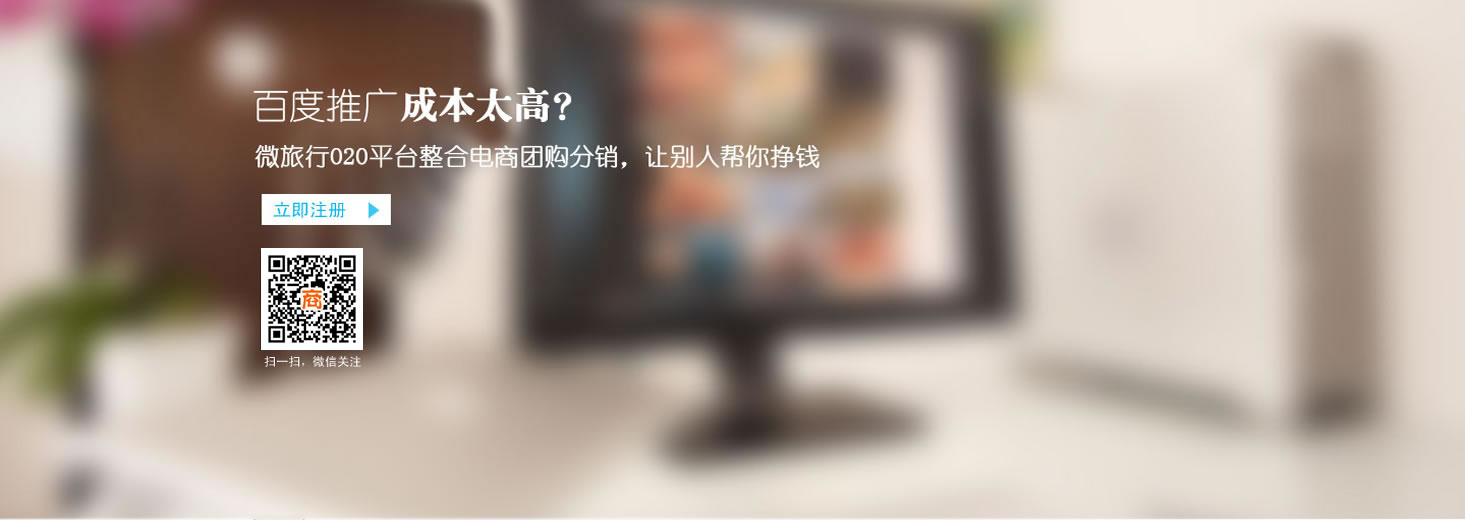 百度推广成本太高?
微旅行O2O平台整合电商团购分销，让别人帮你挣钱
立即注册
商
扫一扫，微信关注